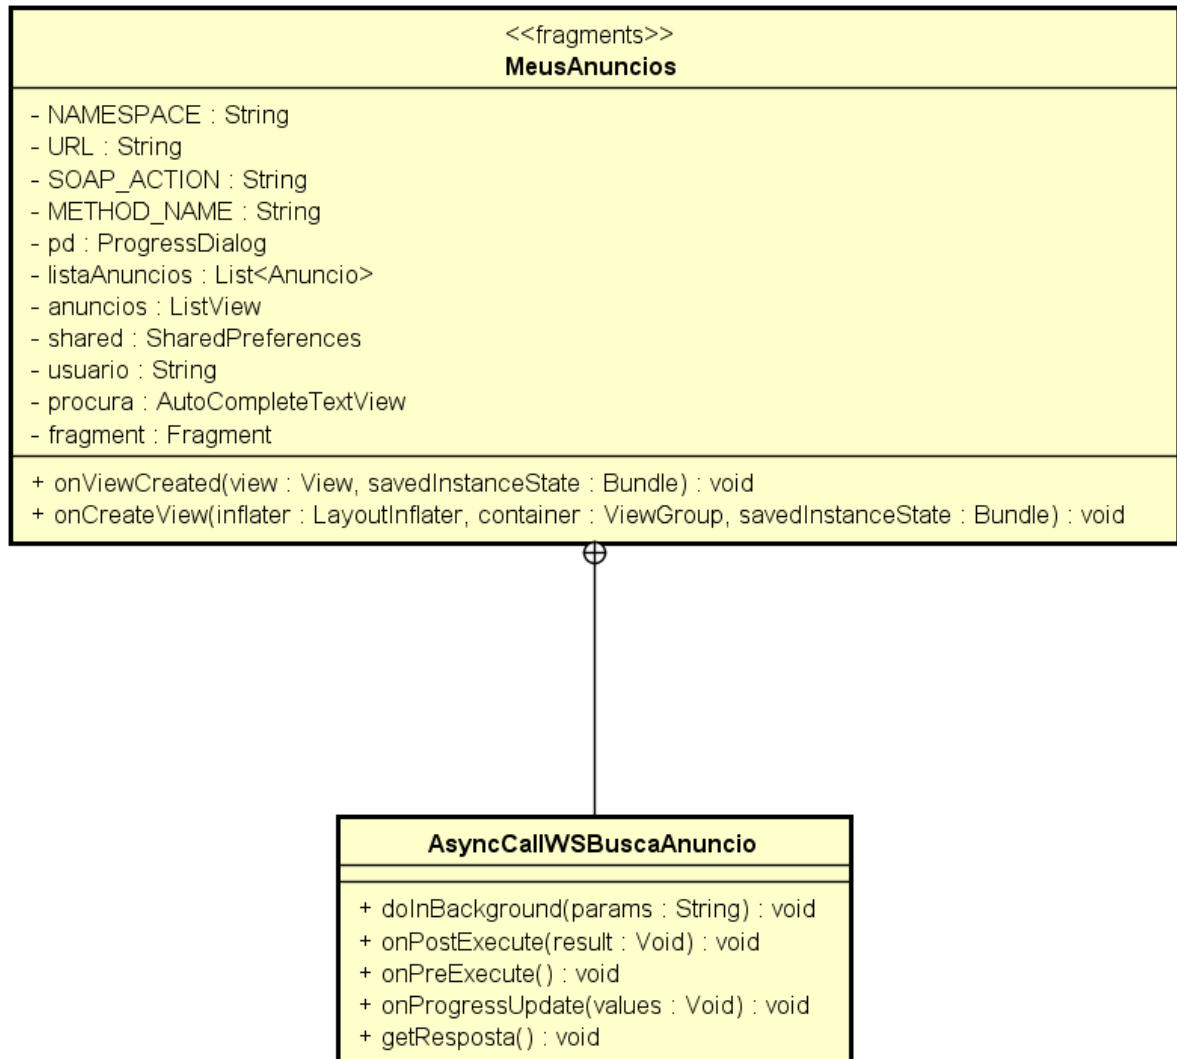 <<fragments>>
MeusAnuncios
- NAMESPACE : String
- URL : String
- SOAP_ACTION : String
- METHOD_NAME : String
- pd : ProgressDialog
- listaAnuncios : List<Anuncio>
- anuncios : ListView
- shared : SharedPreferences
- usuario : String
- procura : AutoCompleteTextView
- fragment : Fragment
+ onViewCreated(view : View, savedInstanceState : Bundle) : void
+ onCreateView(inflater : LayoutInflater, container : ViewGroup, savedInstanceState : Bundle) : void
AsyncCallWSBuscaAnuncio
+ doInBackground(params : String) : void
+ onPostExecute(result : Void) : void
+ onPreExecute() : void
+ onProgressUpdate(values : Void) : void
+ getResposta() : void